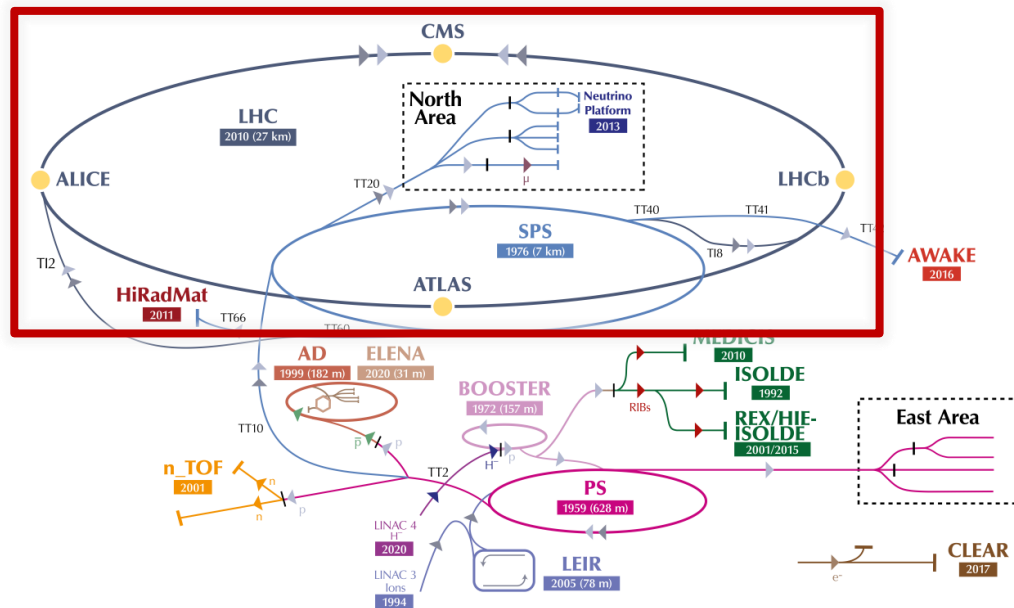 CMS
North
Area
Neutrino
Platform
2013
LHC
2010 (27 km)
ALICE
LHCb
µ
TT20
TT40
TT41
SPS
1976 (7 km)
TI8
TI2
AWAKE
2016
ATLAS
HiRadMat
2011
TT66
TT60
AD
1999 (182 m)
ELENA
2020 (31 m)
MEDICIS
2010
BOOSTER
1972 (157 m)
ISOLDE
1992
RIBs
REX/HIE-
ISOLDE
2001/2015
East Area
TT10
p̄
p
H⁻
p
TT2
n_TOF
2001
n
n
p
PS
1959 (628 m)
LINAC 4
H⁻
2020
LINAC 3
Ions
1994
LEIR
2005 (78 m)
CLEAR
2017
e⁻